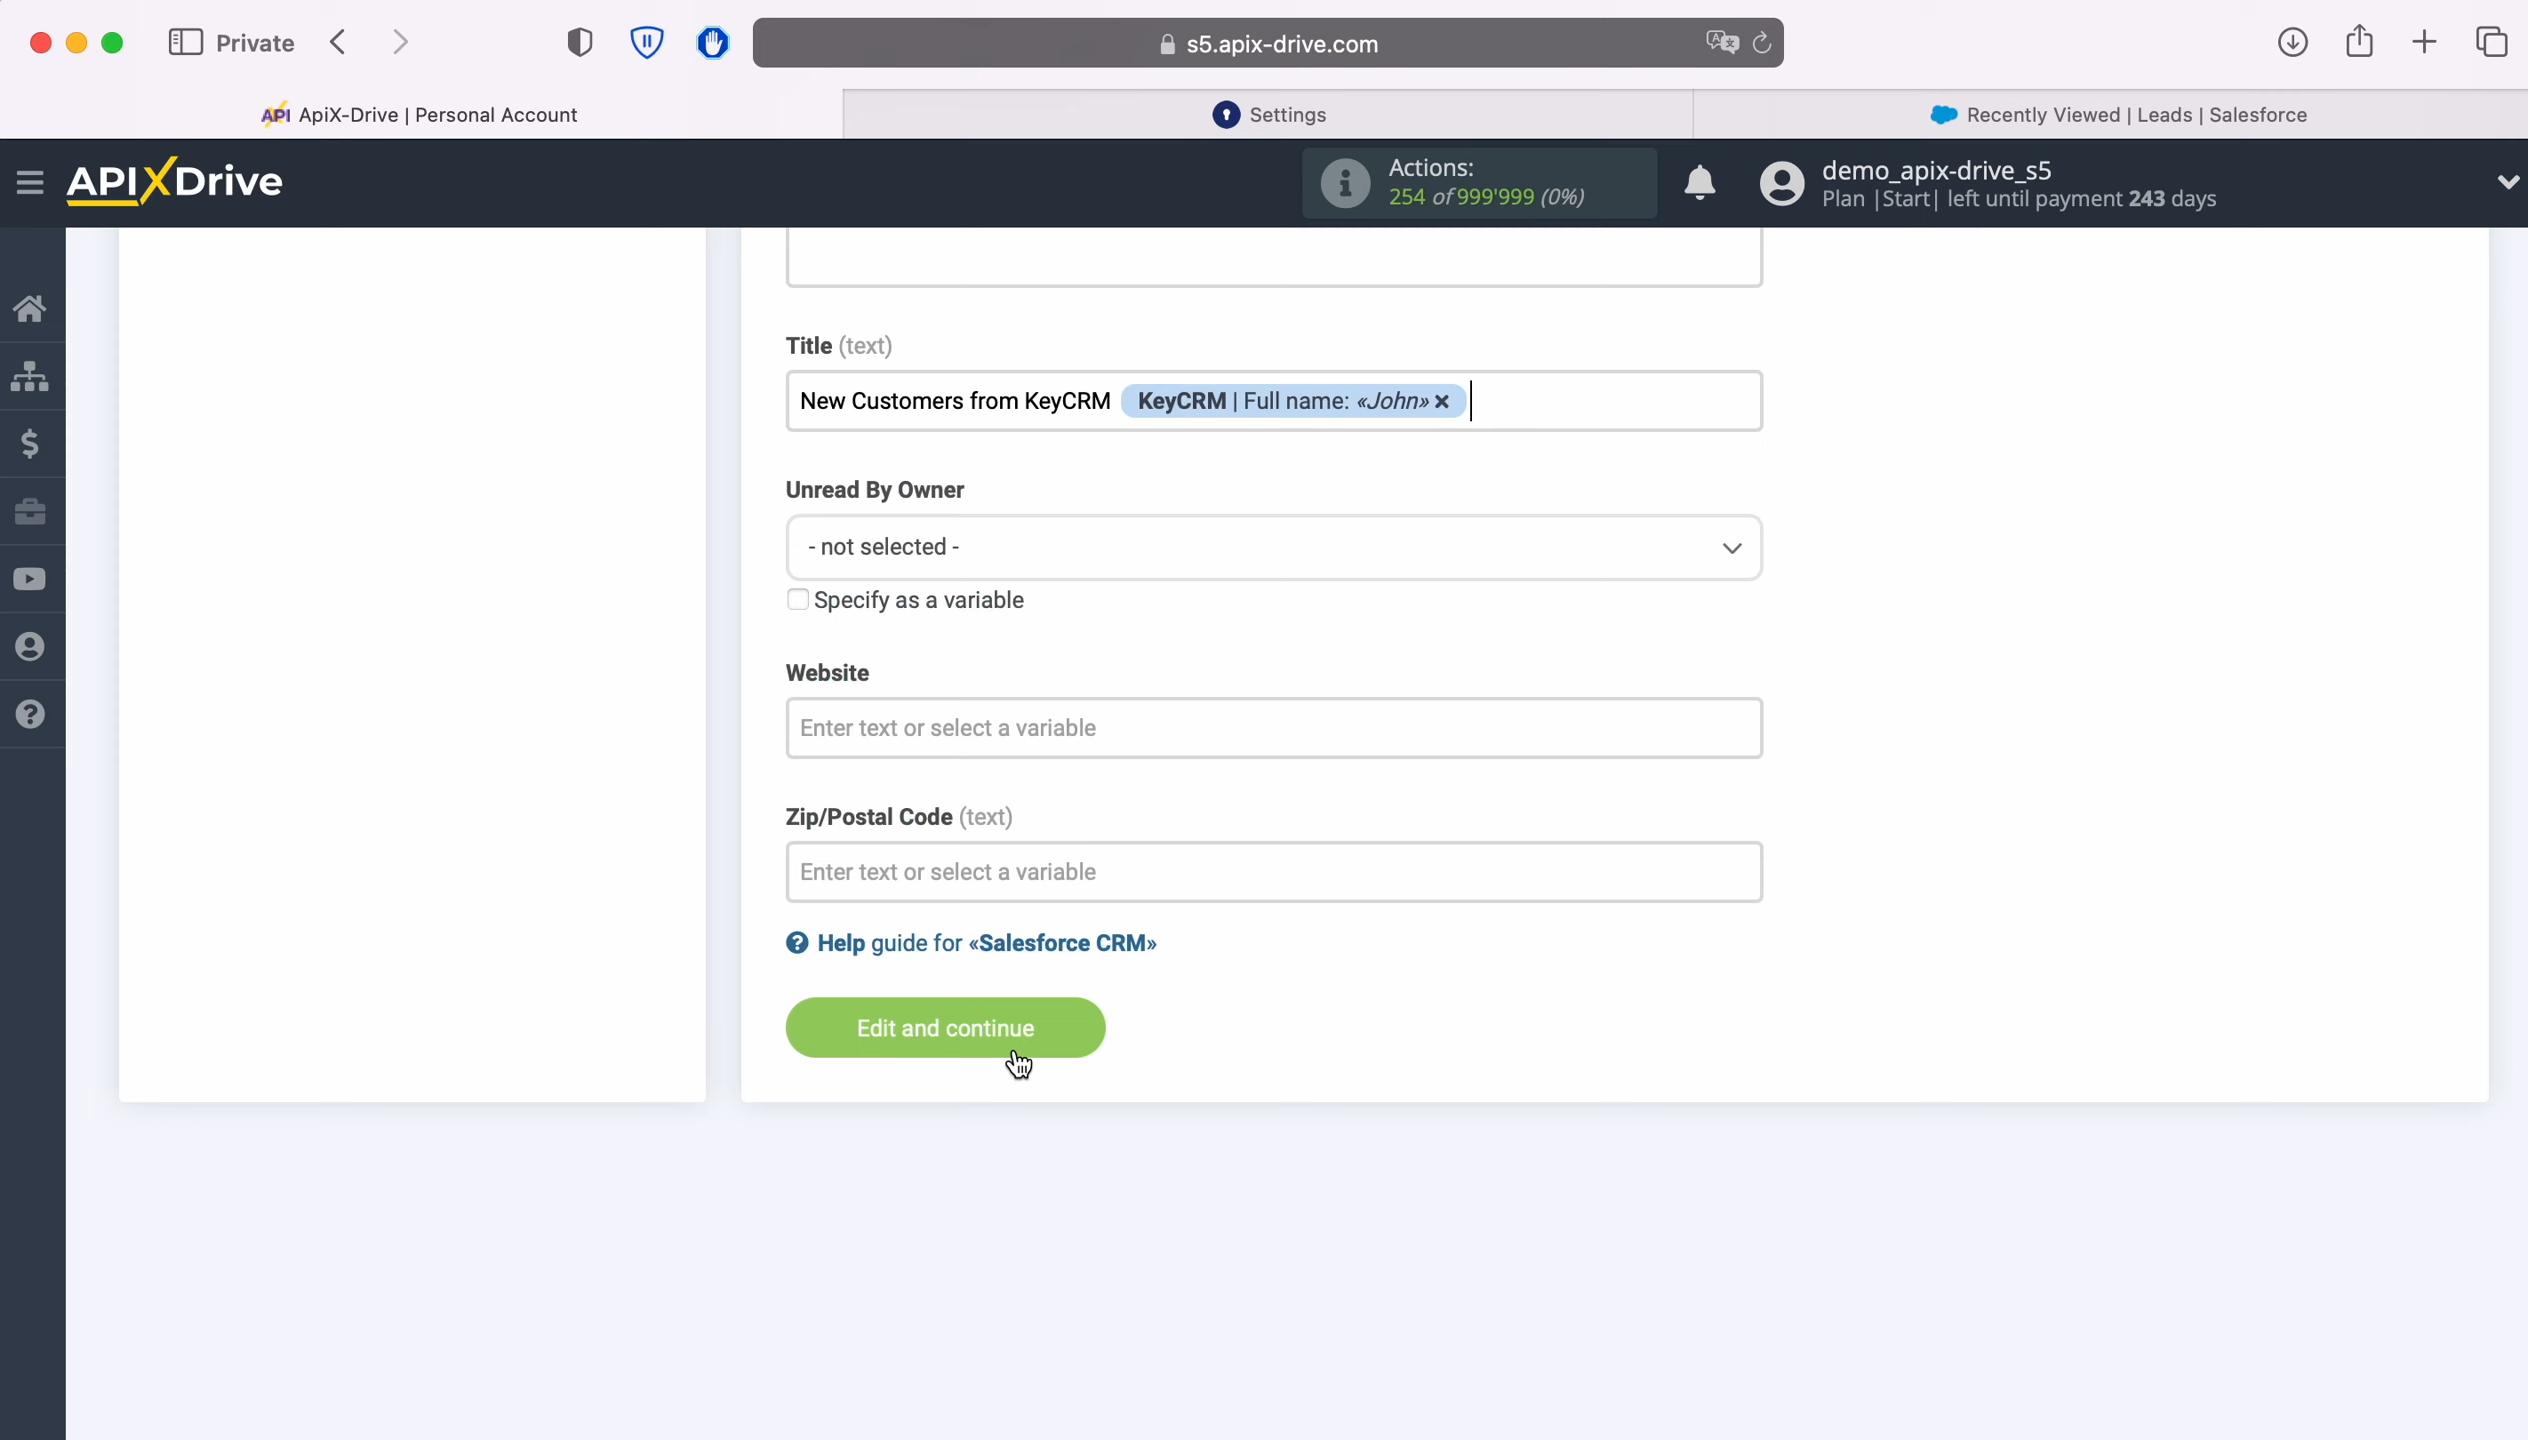 Private
s5.apix-drive.com
API ApiX-Drive | Personal Account
Settings
Recently Viewed | Leads | Salesforce
APIXDrive
Actions:
254 of 999'999 (0%)
demo_apix-drive_s5
Plan |Start| left until payment 243 days
Title (text)
New Customers from KeyCRM KeyCRM | Full name: «John» ×
Unread By Owner
- not selected -
Specify as a variable
Website
Enter text or select a variable
Zip/Postal Code (text)
Enter text or select a variable
? Help guide for «Salesforce CRM»
Edit and continue